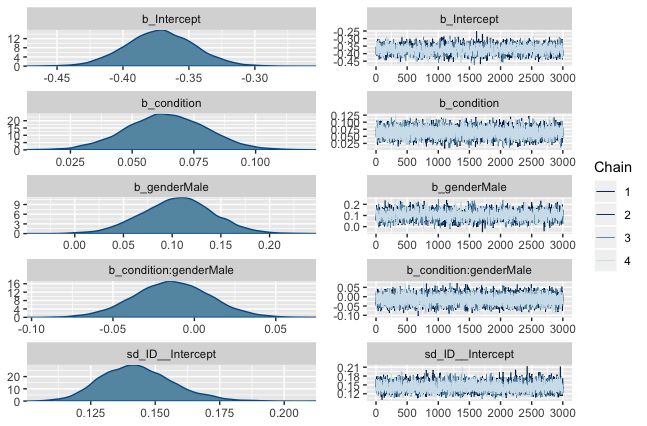 b_Intercept
12
8
4
0
-0.45 -0.40 -0.35 -0.30
b_Intercept
-0.25
-0.30
-0.35
-0.40
-0.45
0 500 1000 1500 2000 2500 3000
b_condition
20
15
10
5
0
0.025 0.050 0.075 0.100
b_condition
0.125
0.100
0.075
0.050
0.025
0 500 1000 1500 2000 2500 3000
b_genderMale
9
6
3
0
0.00 0.05 0.10 0.15 0.20
b_genderMale
0.2
0.1
0.0
0 500 1000 1500 2000 2500 3000
b_condition:genderMale
16
12
8
4
0
-0.10 -0.05 0.00 0.05
b_condition:genderMale
0.05
0.00
-0.05
-0.10
0 500 1000 1500 2000 2500 3000
sd_ID__Intercept
20
10
0
0.125 0.150 0.175 0.200
sd_ID__Intercept
0.21
0.18
0.15
0.12
0 500 1000 1500 2000 2500 3000
Chain
1
2
3
4